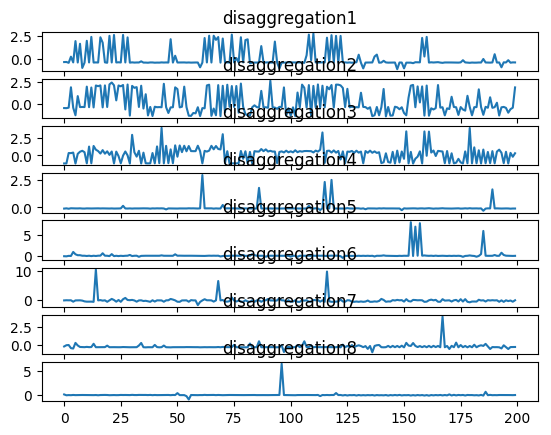 disaggregation1
2.5
0.0
disaggregation2
2.5
0.0
disaggregation3
2.5
0.0
disaggregation4
2.5
0.0
disaggregation5
5
0
disaggregation6
10
0
disaggregation7
2.5
0.0
disaggregation8
5
0
0 25 50 75 100 125 150 175 200